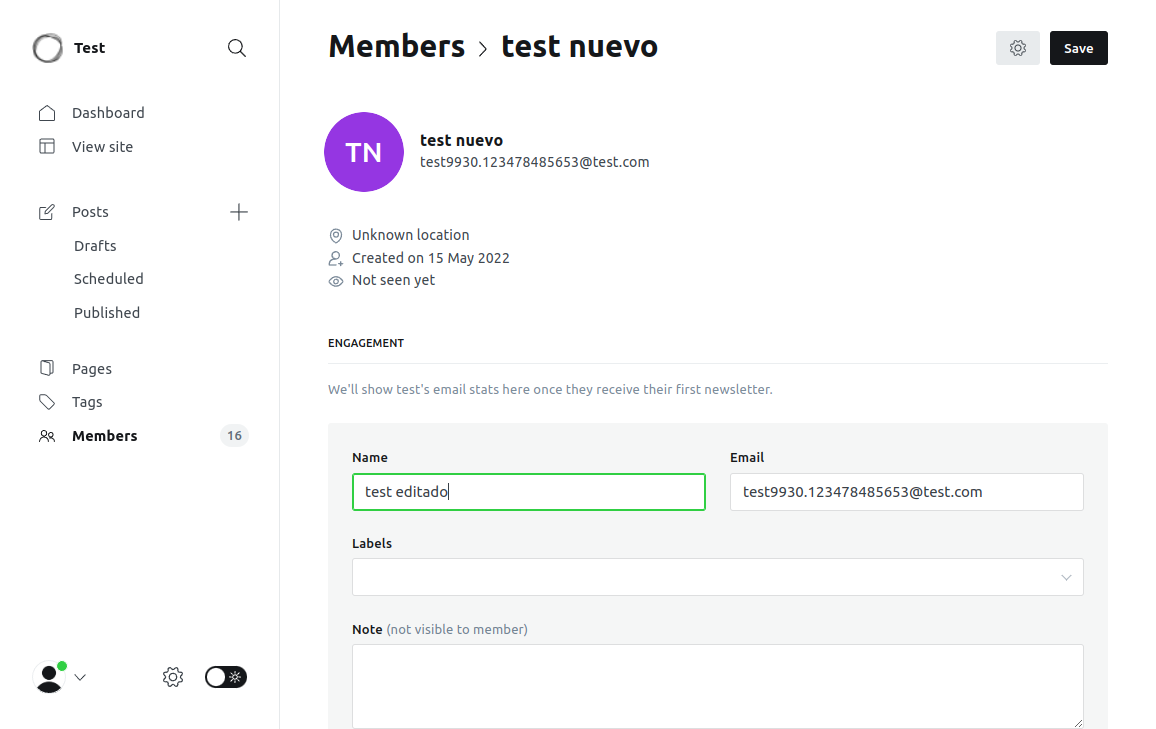 Test
Dashboard
View site
Posts
Drafts
Scheduled
Published
Pages
Tags
Members 16
Members > test nuevo
Save
TN
test nuevo
test9930.123478485653@test.com
Unknown location
Created on 15 May 2022
Not seen yet
ENGAGEMENT
We'll show test's email stats here once they receive their first newsletter.
Name
test editado
Email
test9930.123478485653@test.com
Labels
Note (not visible to member)